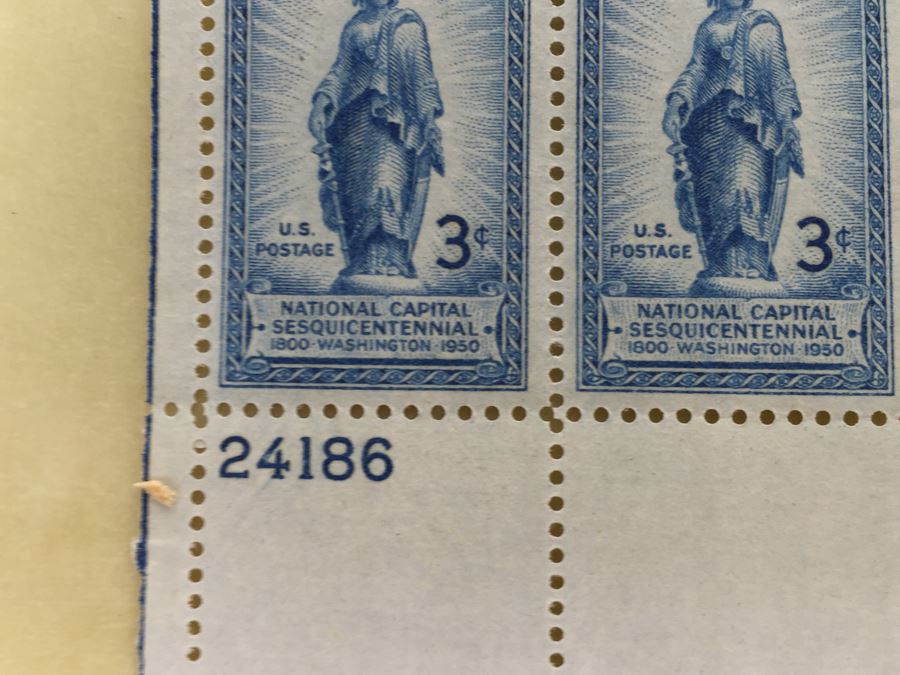 U.S.
POSTAGE
3¢
NATIONAL CAPITAL
SESQUICENTENNIAL
1800·WASHINGTON·1950
U.S.
POSTAGE
3¢
NATIONAL CAPITAL
SESQUICENTENNIAL
1800·WASHINGTON·1950
24186